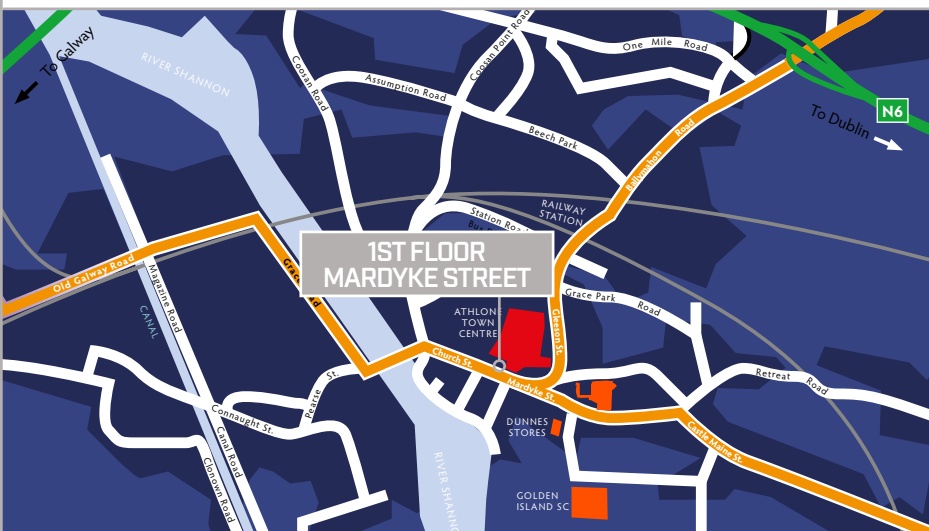 To Galway
RIVER SHANNON
Coosan Road
Assumption Road
Coosan Point Road
One Mile Road
Beech Park
N6
To Dublin
Ballymahon Road
RAILWAY
STATION
Station Road
1ST FLOOR
MARDYKE STREET
Old Galway Road
Magazine Road
CANAL
Grace Park Road
ATHLONE
TOWN
CENTRE
Gleeson St.
Church St.
Mardyke St.
Retreat Road
Pearse St.
Connaught St.
Canal Road
Clonown Road
DUNNES
STORES
Castle Maine St.
RIVER SHANNO
GOLDEN
ISLAND SC